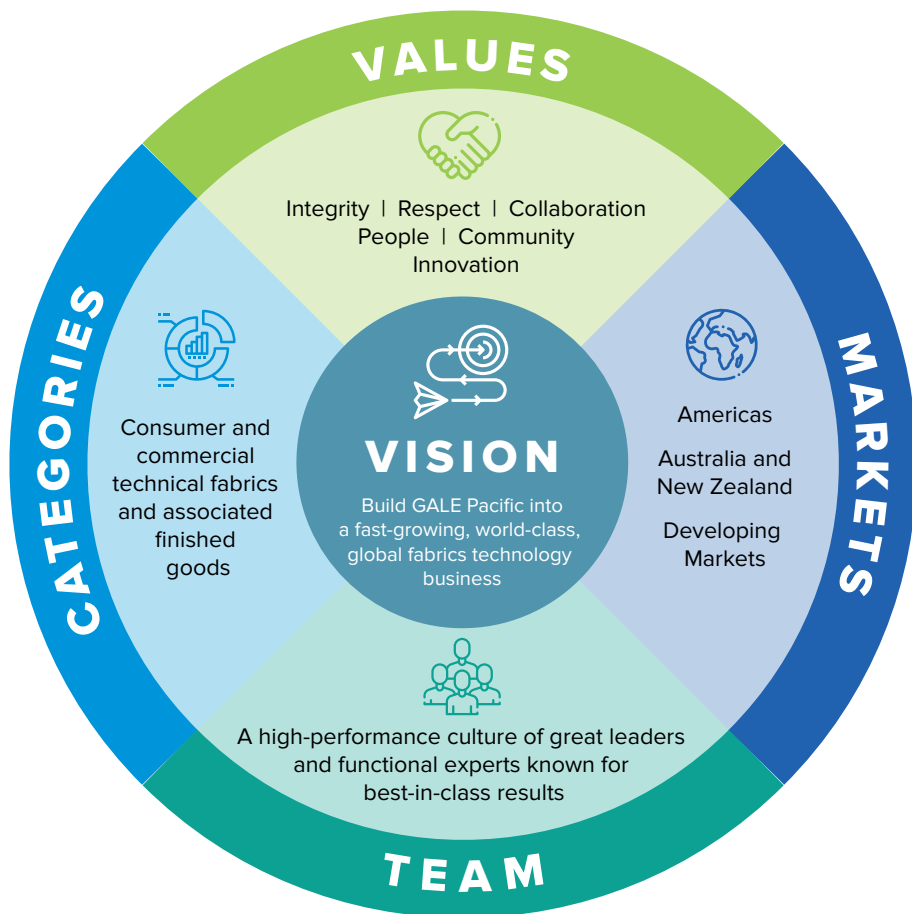 VALUES
Integrity | Respect | Collaboration
People | Community
Innovation
CATEGORIES
Consumer and
commercial
technical fabrics
and associated
finished
goods
VISION
Build GALE Pacific into
a fast-growing, world-class,
global fabrics technology
business
MARKETS
Americas
Australia and
New Zealand
Developing
Markets
A high-performance culture of great leaders
and functional experts known for
best-in-class results
TEAM